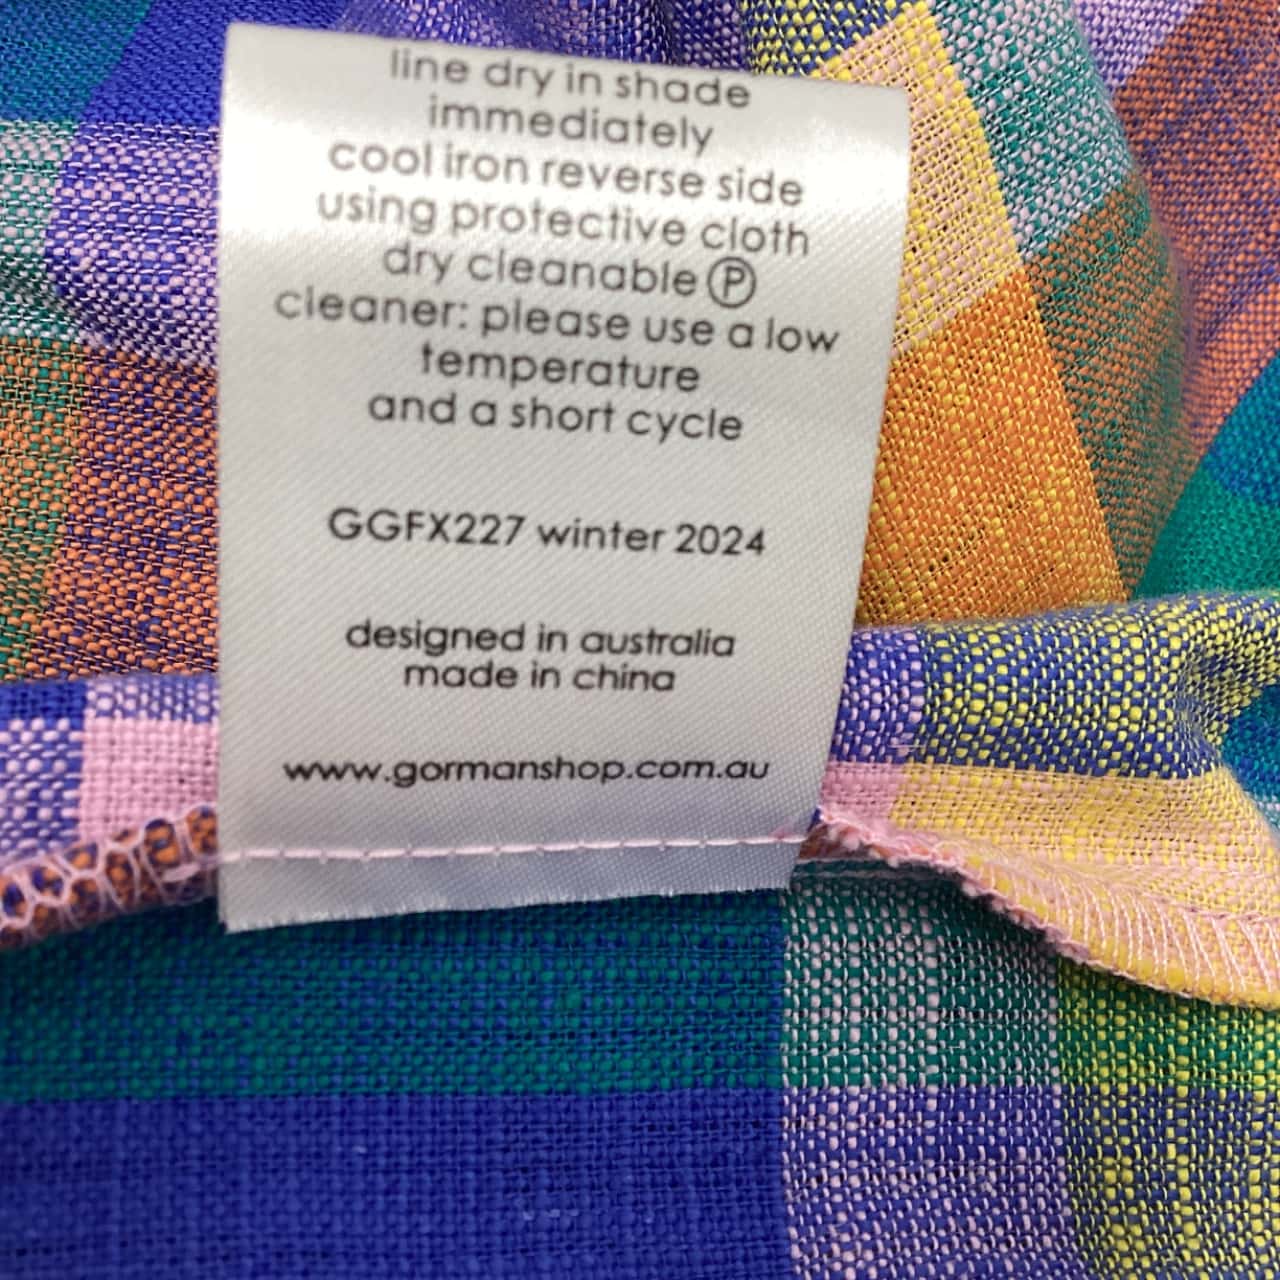 line dry in shade
immediately
cool iron reverse side
using protective cloth
dry cleanable Ⓟ
cleaner: please use a low
temperature
and a short cycle
GGFX227 winter 2024
designed in australia
made in china
www.gormanshop.com.au